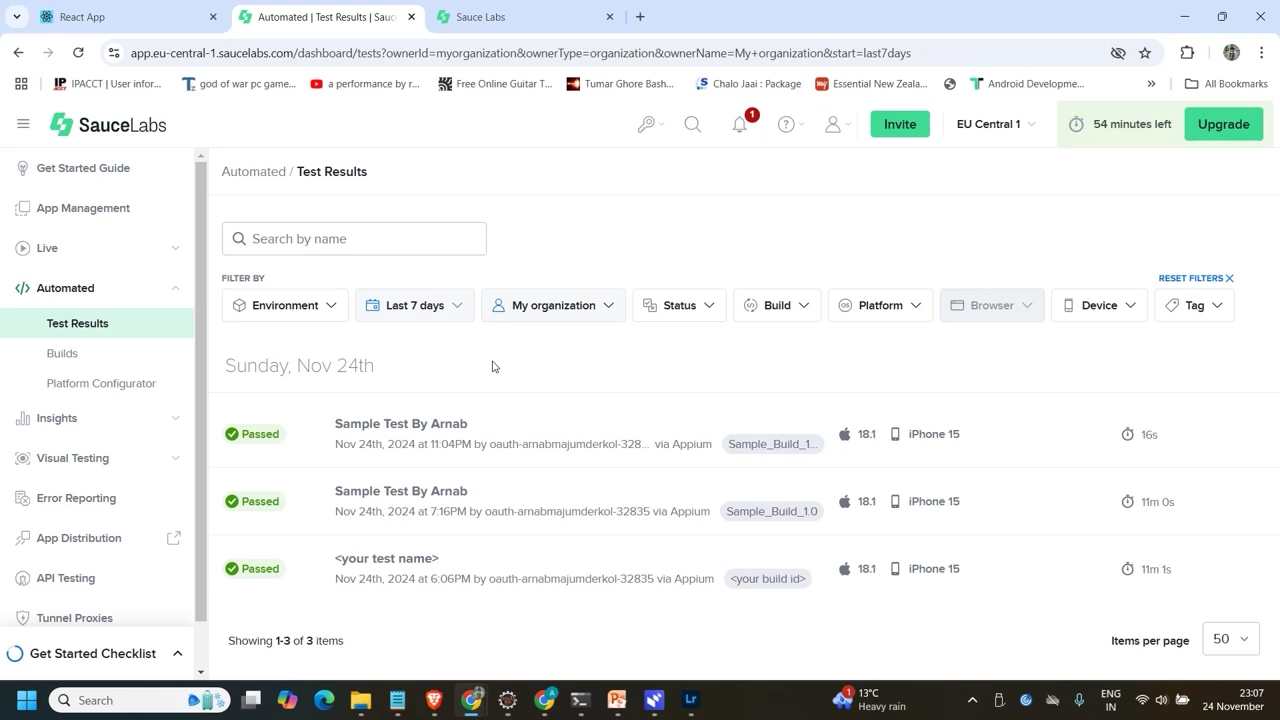 React App
Automated | Test Results | Sauc
Sauce Labs
app.eu-central-1.saucelabs.com/dashboard/tests?ownerId=myorganization&ownerType=organization&ownerName=My+organization&start=last7days
IPACCT | User infor...
god of war pc game...
a performance by r...
Free Online Guitar T...
Tumar Ghore Bash...
Chalo Jaai : Package
Essential New Zeala...
Android Developme...
All Bookmarks
SAUCELABS
1
Invite
EU Central 1
54 minutes left
Upgrade
Get Started Guide
App Management
Live
Automated
Test Results
Builds
Platform Configurator
Insights
Visual Testing
Error Reporting
App Distribution
API Testing
Tunnel Proxies
Get Started Checklist
Automated / Test Results
Search by name
FILTER BY
RESET FILTERS
Environment
Last 7 days
My organization
Status
Build
Platform
Browser
Device
Tag
Sunday, Nov 24th
Passed
Sample Test By Arnab
Nov 24th, 2024 at 11:04PM by oauth-arnabmajumderkol-328... via Appium
Sample_Build_1...
18.1
iPhone 15
16s
Passed
Sample Test By Arnab
Nov 24th, 2024 at 7:16PM by oauth-arnabmajumderkol-32835 via Appium
Sample_Build_1.0
18.1
iPhone 15
11m 0s
Passed
<your test name>
Nov 24th, 2024 at 6:06PM by oauth-arnabmajumderkol-32835 via Appium
<your build id>
18.1
iPhone 15
11m 1s
Showing 1-3 of 3 items
Items per page
50
Search
1
13°C
Heavy rain
ENG
IN
23:07
24 November